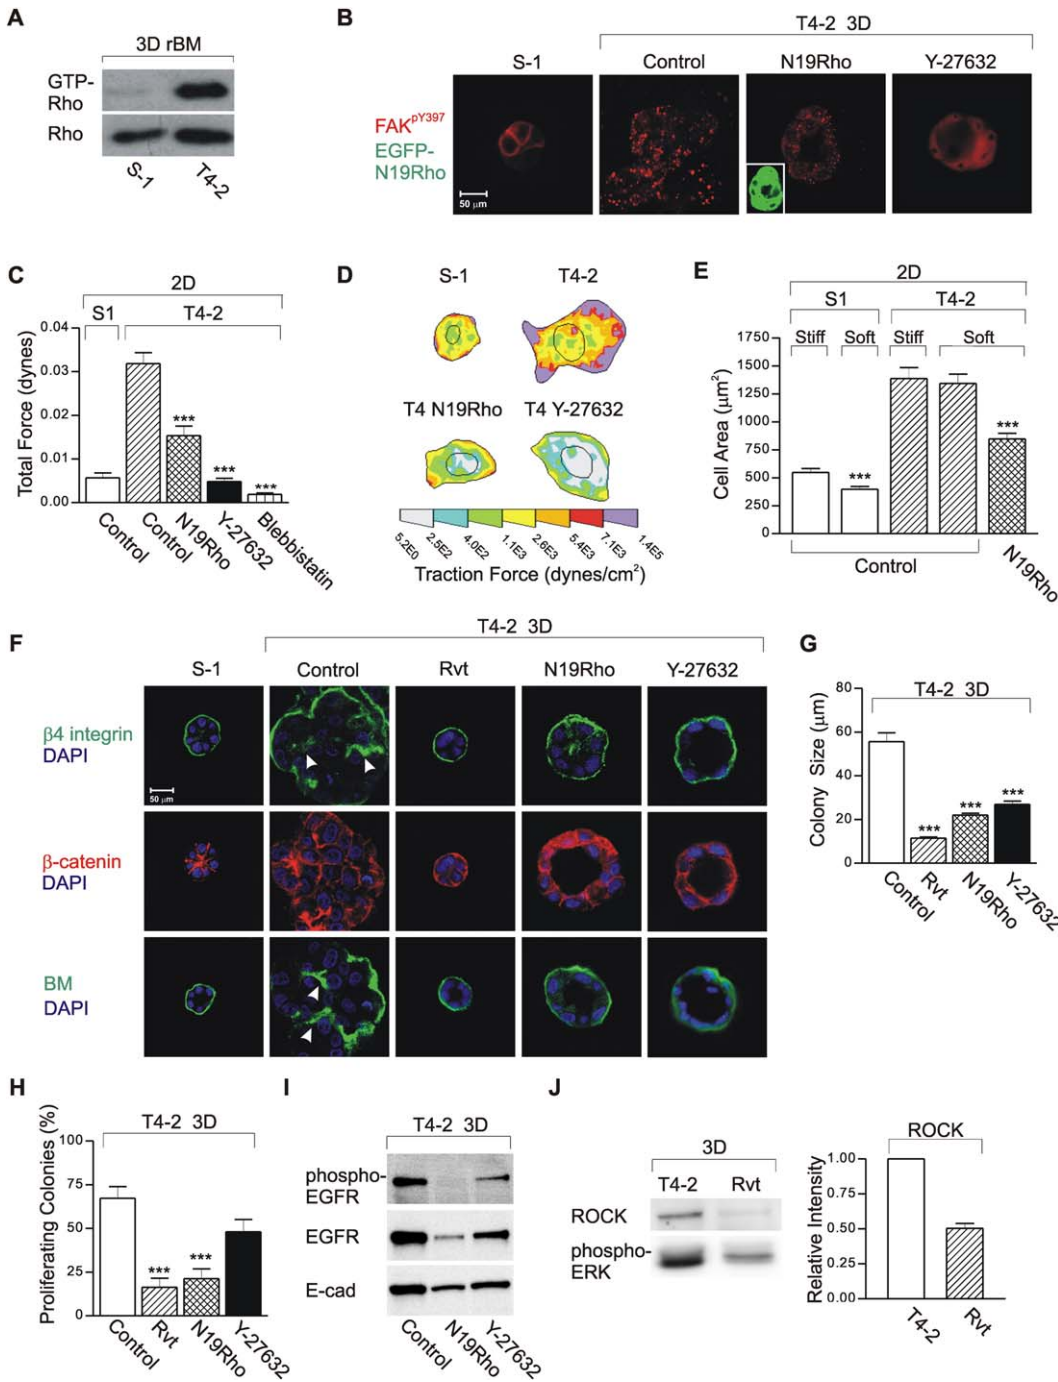 A
3D rBM
GTP-
Rho
Rho
S-1
T4-2
B
T4-2 3D
S-1
Control
N19Rho
Y-27632
FAKpY397
EGFP-
N19Rho
50 µm
C
2D
S1
T4-2
Total Force (dynes)
0.04
0.03
0.02
0.01
0.00
***
***
***
Control
Control
N19Rho
Y-27632
Blebbistatin
D
S-1
T4-2
T4 N19Rho
T4 Y-27632
5.2E0
2.5E2
4.0E2
1.1E3
2.6E3
5.4E3
7.1E3
1.4E5
Traction Force (dynes/cm2)
E
2D
S1
T4-2
Stiff
Soft
Stiff
Soft
Cell Area (µm2)
1750
1500
1250
1000
750
500
250
0
***
***
Control
N19Rho
F
T4-2 3D
S-1
Control
Rvt
N19Rho
Y-27632
β4 integrin
DAPI
50 µm
β-catenin
DAPI
BM
DAPI
G
T4-2 3D
Colony Size (µm)
80
60
40
20
0
***
***
***
Control
Rvt
N19Rho
Y-27632
H
T4-2 3D
Proliferating Colonies (%)
100
75
50
25
0
***
***
Control
Rvt
N19Rho
Y-27632
I
T4-2 3D
phospho-
EGFR
EGFR
E-cad
Control
N19Rho
Y-27632
J
3D
T4-2
Rvt
ROCK
phospho-
ERK
ROCK
Relative Intensity
1.00
0.75
0.50
0.25
0.00
T4-2
Rvt